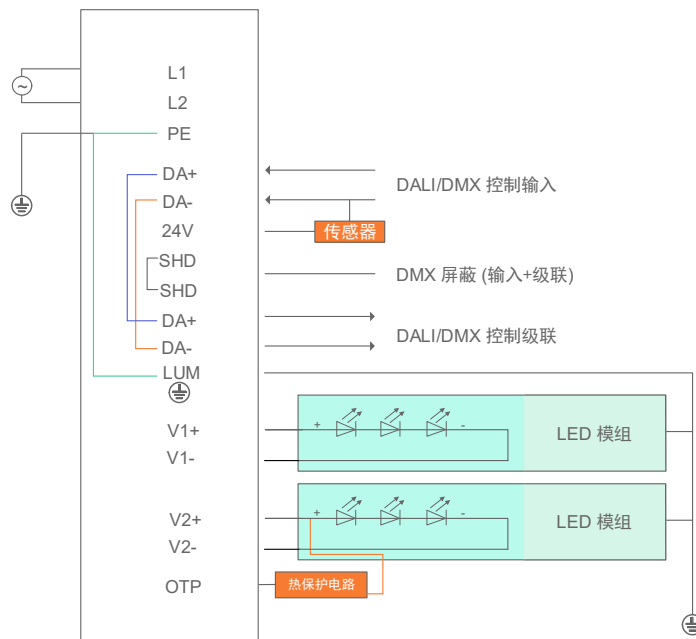 L1
L2
PE
DA+
DALI/DMX 控制输入
DA-
24V
传感器
SHD
DMX 屏蔽 (输入+级联)
SHD
DA+
DALI/DMX 控制级联
DA-
LUM
V1+
+
-
LED 模组
V1-
V2+
+
-
LED 模组
V2-
OTP
热保护电路